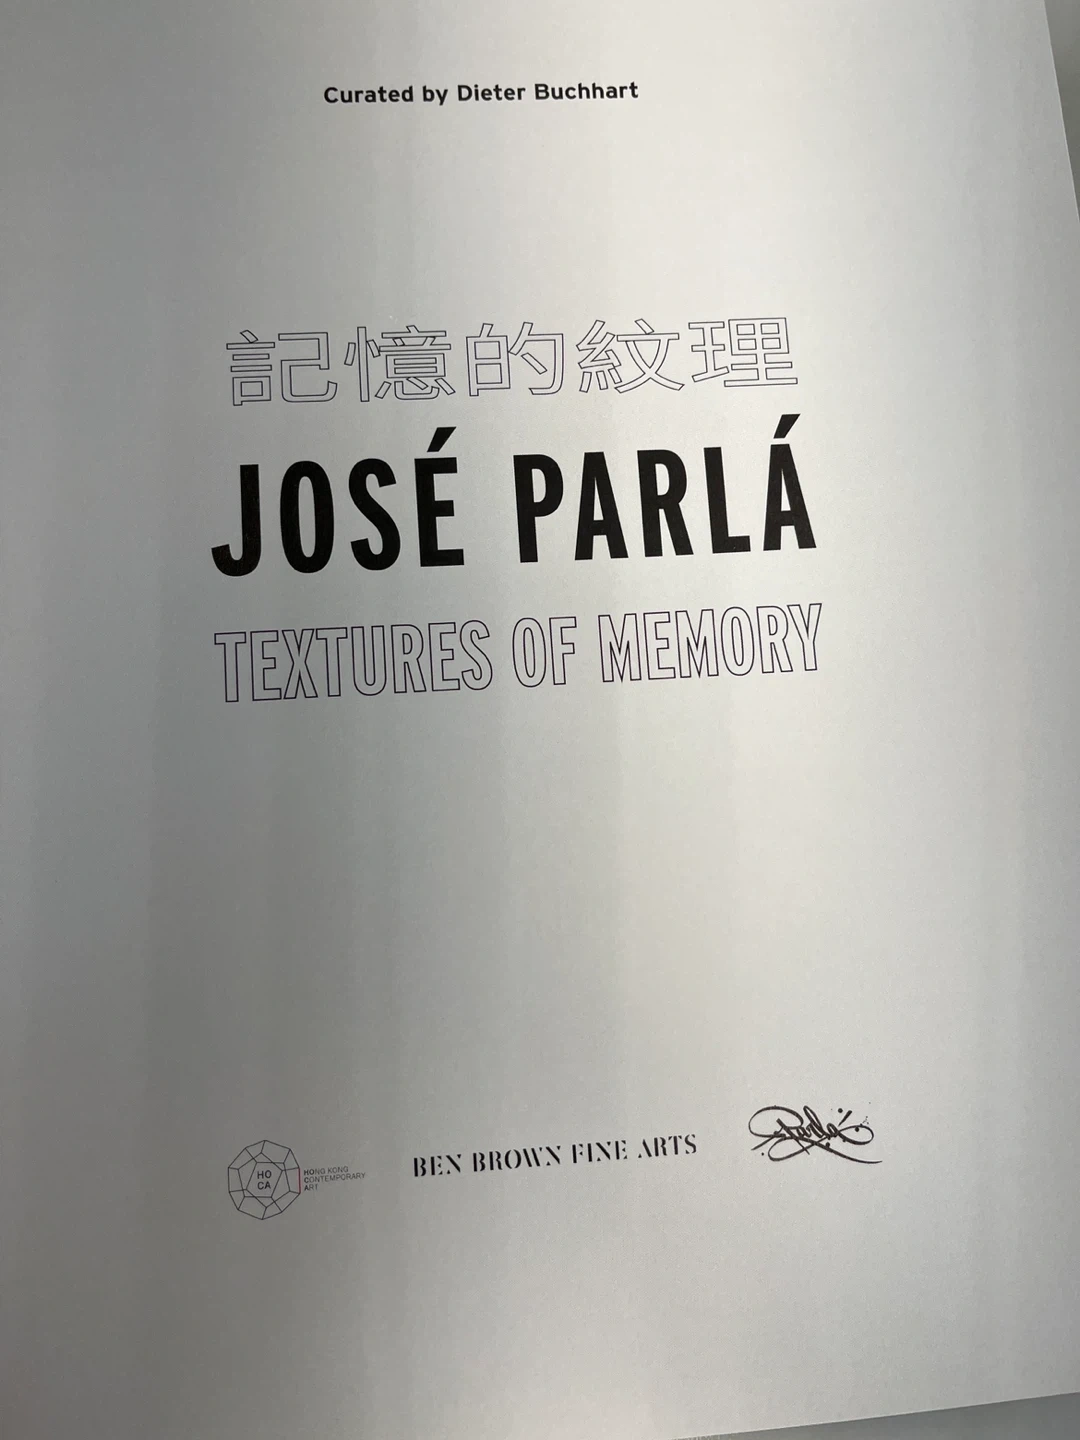 Curated by Dieter Buchhart
記憶的紋理
JOSÉ PARLÁ
TEXTURES OF MEMORY
HO
CA
HONG KONG
CONTEMPORARY
ART
BEN BROWN FINE ARTS
Parlá